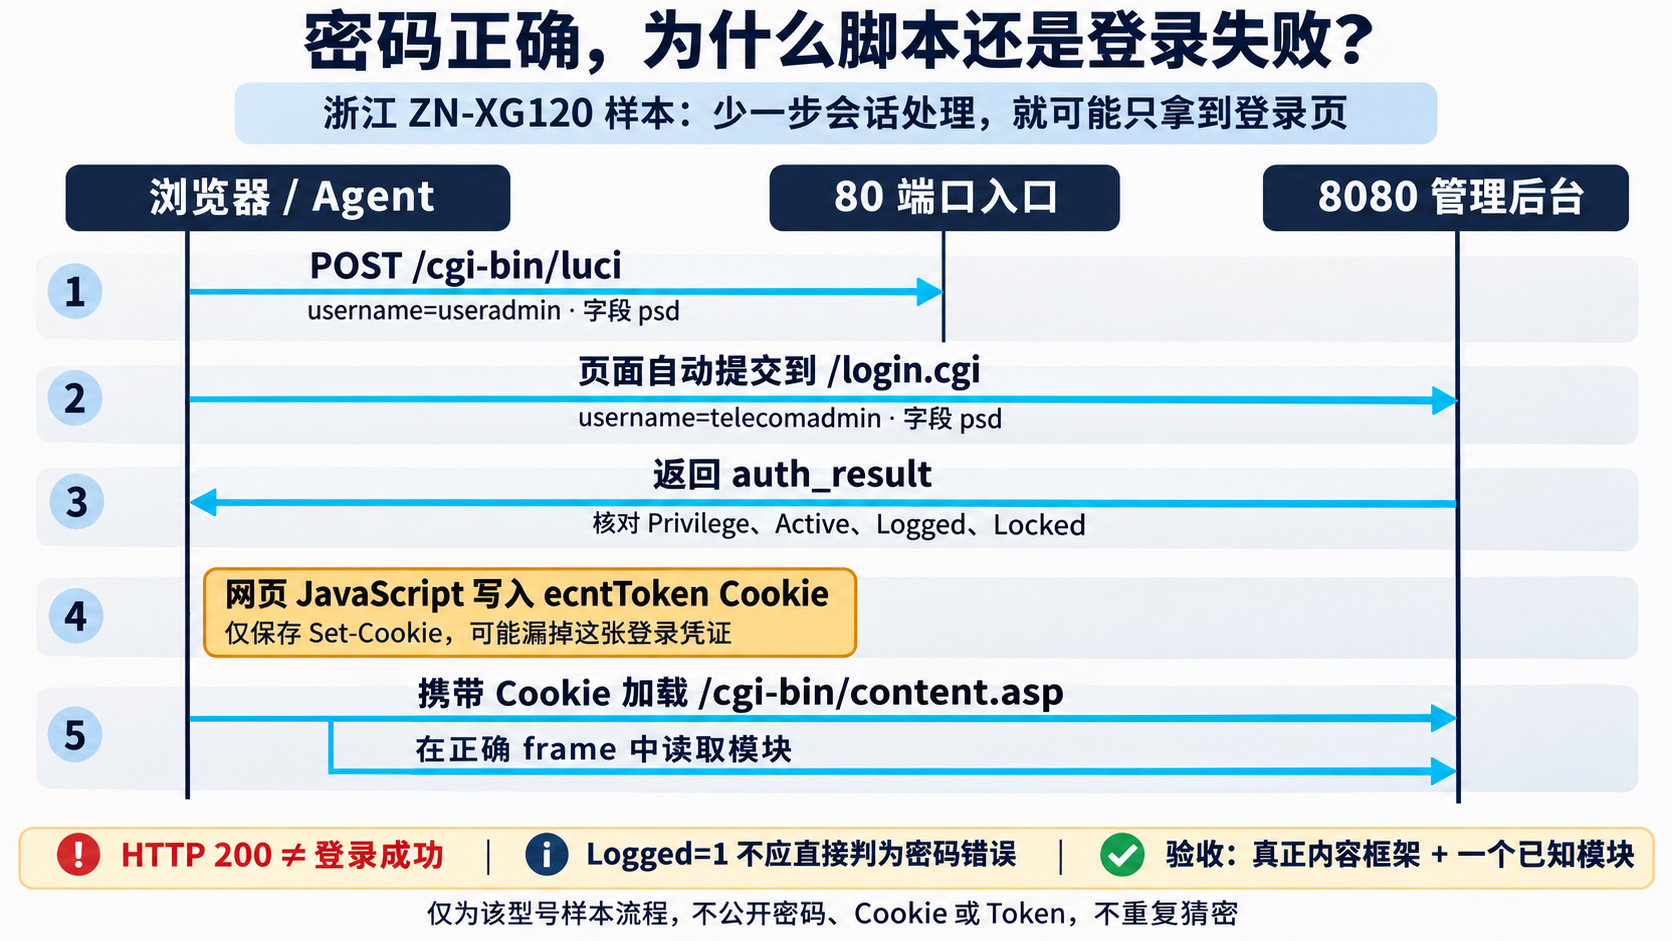 密码正确，为什么脚本还是登录失败？
浙江 ZN-XG120 样本：少一步会话处理，就可能只拿到登录页
浏览器 / Agent
80 端口入口
8080 管理后台
1
POST /cgi-bin/luci
username=useradmin · 字段 psd
2
页面自动提交到 /login.cgi
username=telecomadmin · 字段 psd
3
返回 auth_result
核对 Privilege、Active、Logged、Locked
4
网页 JavaScript 写入 ecntToken Cookie
仅保存 Set-Cookie，可能漏掉这张登录凭证
5
携带 Cookie 加载 /cgi-bin/content.asp
在正确 frame 中读取模块
HTTP 200 ≠ 登录成功
Logged=1 不应直接判为密码错误
验收：真正内容框架 + 一个已知模块
仅为该型号样本流程，不公开密码、Cookie 或 Token，不重复猜密